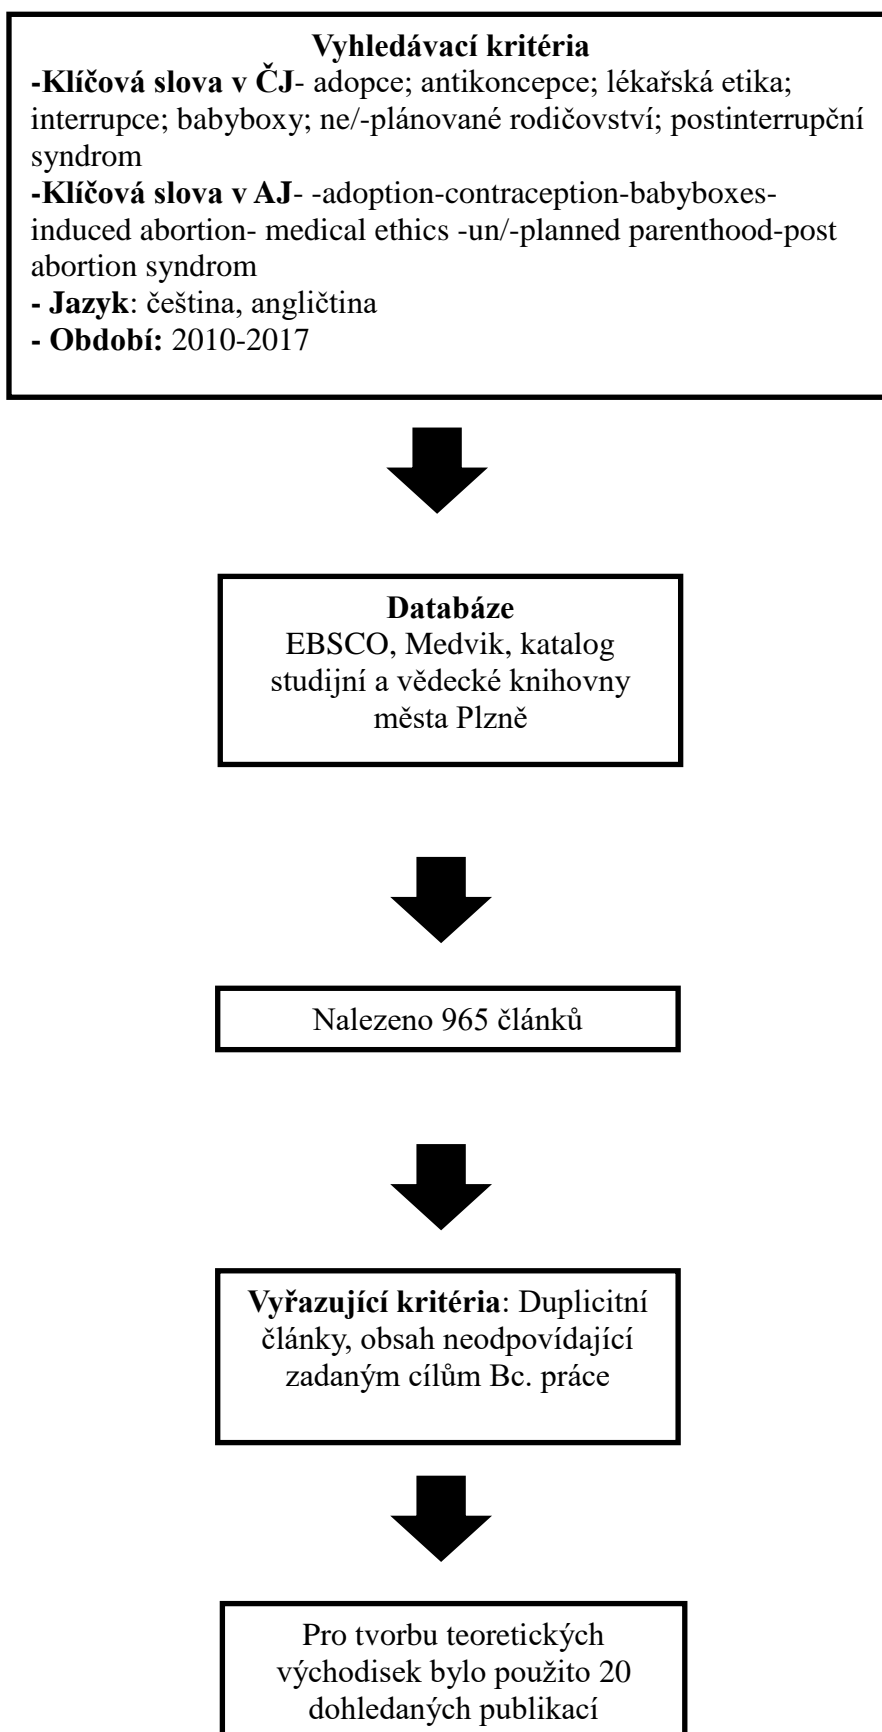 Vyhledávací kritéria
-Klíčová slova v ČJ- adopce; antikoncepce; lékařská etika;
interrupce; babyboxy; ne/-plánované rodičovství; postinterrupční
syndrom
-Klíčová slova v AJ- -adoption-contraception-babyboxes-
induced abortion- medical ethics -un/-planned parenthood-post
abortion syndrom
- Jazyk: čeština, angličtina
- Období: 2010-2017
Databáze
EBSCO, Medvik, katalog
studijní a vědecké knihovny
města Plzně
Nalezeno 965 článků
Vyřazující kritéria: Duplicitní
články, obsah neodpovídající
zadaným cílům Bc. práce
Pro tvorbu teoretických
východisek bylo použito 20
dohledaných publikací